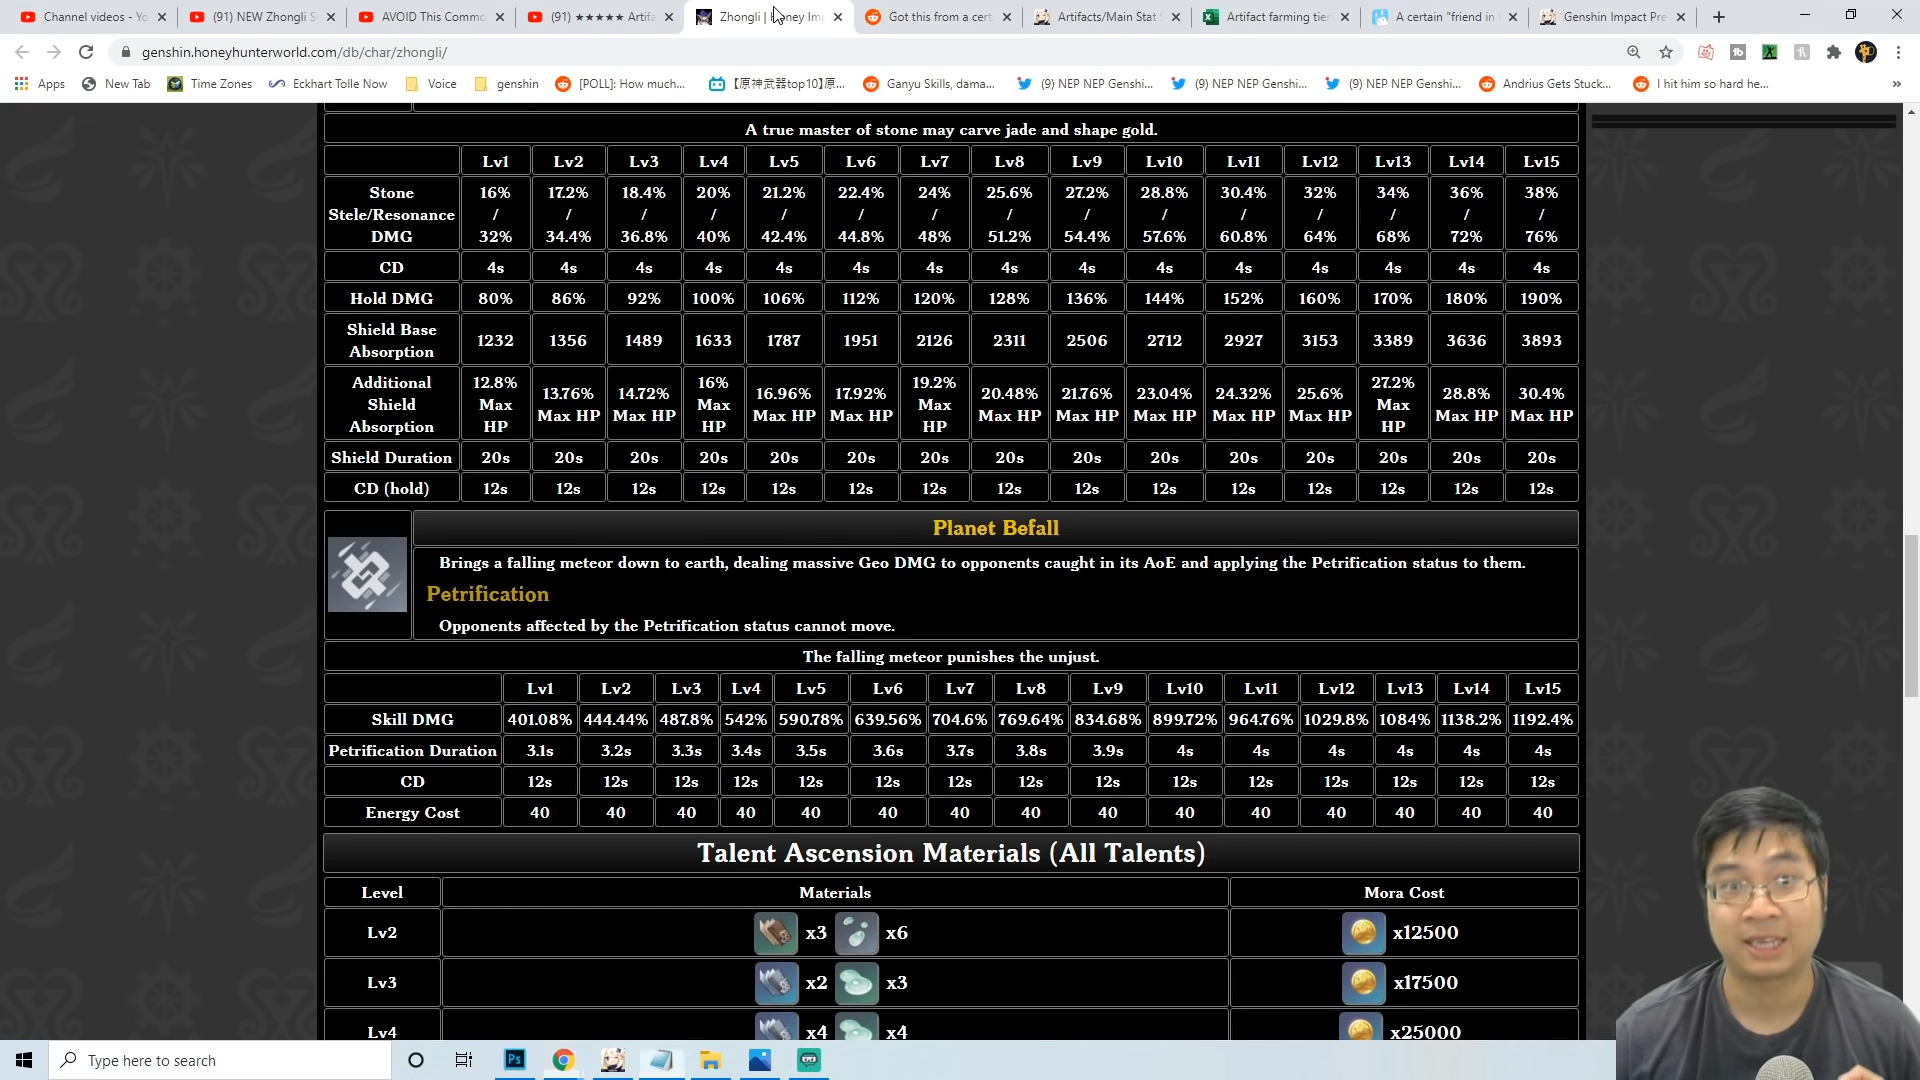 Channel videos - Yo
(91) NEW Zhongli S
AVOID This Commo
(91) ★★★★★ Artifa
Zhongli | Honey Imp
Got this from a cert
Artifacts/Main Stat
Artifact farming tier
A certain "friend in
Genshin Impact Pre
genshin.honeyhunterworld.com/db/char/zhongli/
Apps
New Tab
Time Zones
Eckhart Tolle Now
Voice
genshin
[POLL]: How much...
【原神武器top10】原...
Ganyu Skills, dama...
(9) NEP NEP Genshi...
(9) NEP NEP Genshi...
(9) NEP NEP Genshi...
Andrius Gets Stuck...
I hit him so hard he...
»
A true master of stone may carve jade and shape gold.
Lv1 Lv2 Lv3 Lv4 Lv5 Lv6 Lv7 Lv8 Lv9 Lv10 Lv11 Lv12 Lv13 Lv14 Lv15
Stone 16% 17.2% 18.4% 20% 21.2% 22.4% 24% 25.6% 27.2% 28.8% 30.4% 32% 34% 36% 38%
Stele/Resonance / / / / / / / / / / / / / / /
DMG 32% 34.4% 36.8% 40% 42.4% 44.8% 48% 51.2% 54.4% 57.6% 60.8% 64% 68% 72% 76%
CD 4s 4s 4s 4s 4s 4s 4s 4s 4s 4s 4s 4s 4s 4s 4s
Hold DMG 80% 86% 92% 100% 106% 112% 120% 128% 136% 144% 152% 160% 170% 180% 190%
Shield Base
Absorption 1232 1356 1489 1633 1787 1951 2126 2311 2506 2712 2927 3153 3389 3636 3893
Additional 12.8% 16% 19.2% 27.2%
Shield Max 13.76% 14.72% Max 16.96% 17.92% Max 20.48% 21.76% 23.04% 24.32% 25.6% Max 28.8% 30.4%
Absorption HP Max HP Max HP HP Max HP Max HP HP Max HP Max HP Max HP Max HP Max HP HP Max HP Max HP
Shield Duration 20s 20s 20s 20s 20s 20s 20s 20s 20s 20s 20s 20s 20s 20s 20s
CD (hold) 12s 12s 12s 12s 12s 12s 12s 12s 12s 12s 12s 12s 12s 12s 12s
Planet Befall
Brings a falling meteor down to earth, dealing massive Geo DMG to opponents caught in its AoE and applying the Petrification status to them.
Petrification
Opponents affected by the Petrification status cannot move.
The falling meteor punishes the unjust.
Lv1 Lv2 Lv3 Lv4 Lv5 Lv6 Lv7 Lv8 Lv9 Lv10 Lv11 Lv12 Lv13 Lv14 Lv15
Skill DMG 401.08% 444.44% 487.8% 542% 590.78% 639.56% 704.6% 769.64% 834.68% 899.72% 964.76% 1029.8% 1084% 1138.2% 1192.4%
Petrification Duration 3.1s 3.2s 3.3s 3.4s 3.5s 3.6s 3.7s 3.8s 3.9s 4s 4s 4s 4s 4s 4s
CD 12s 12s 12s 12s 12s 12s 12s 12s 12s 12s 12s 12s 12s 12s 12s
Energy Cost 40 40 40 40 40 40 40 40 40 40 40 40 40 40 40
Talent Ascension Materials (All Talents)
Level Materials Mora Cost
Lv2 x3 x6 x12500
Lv3 x2 x3 x17500
Lv4 x4 x4 x25000
Type here to search
Ps